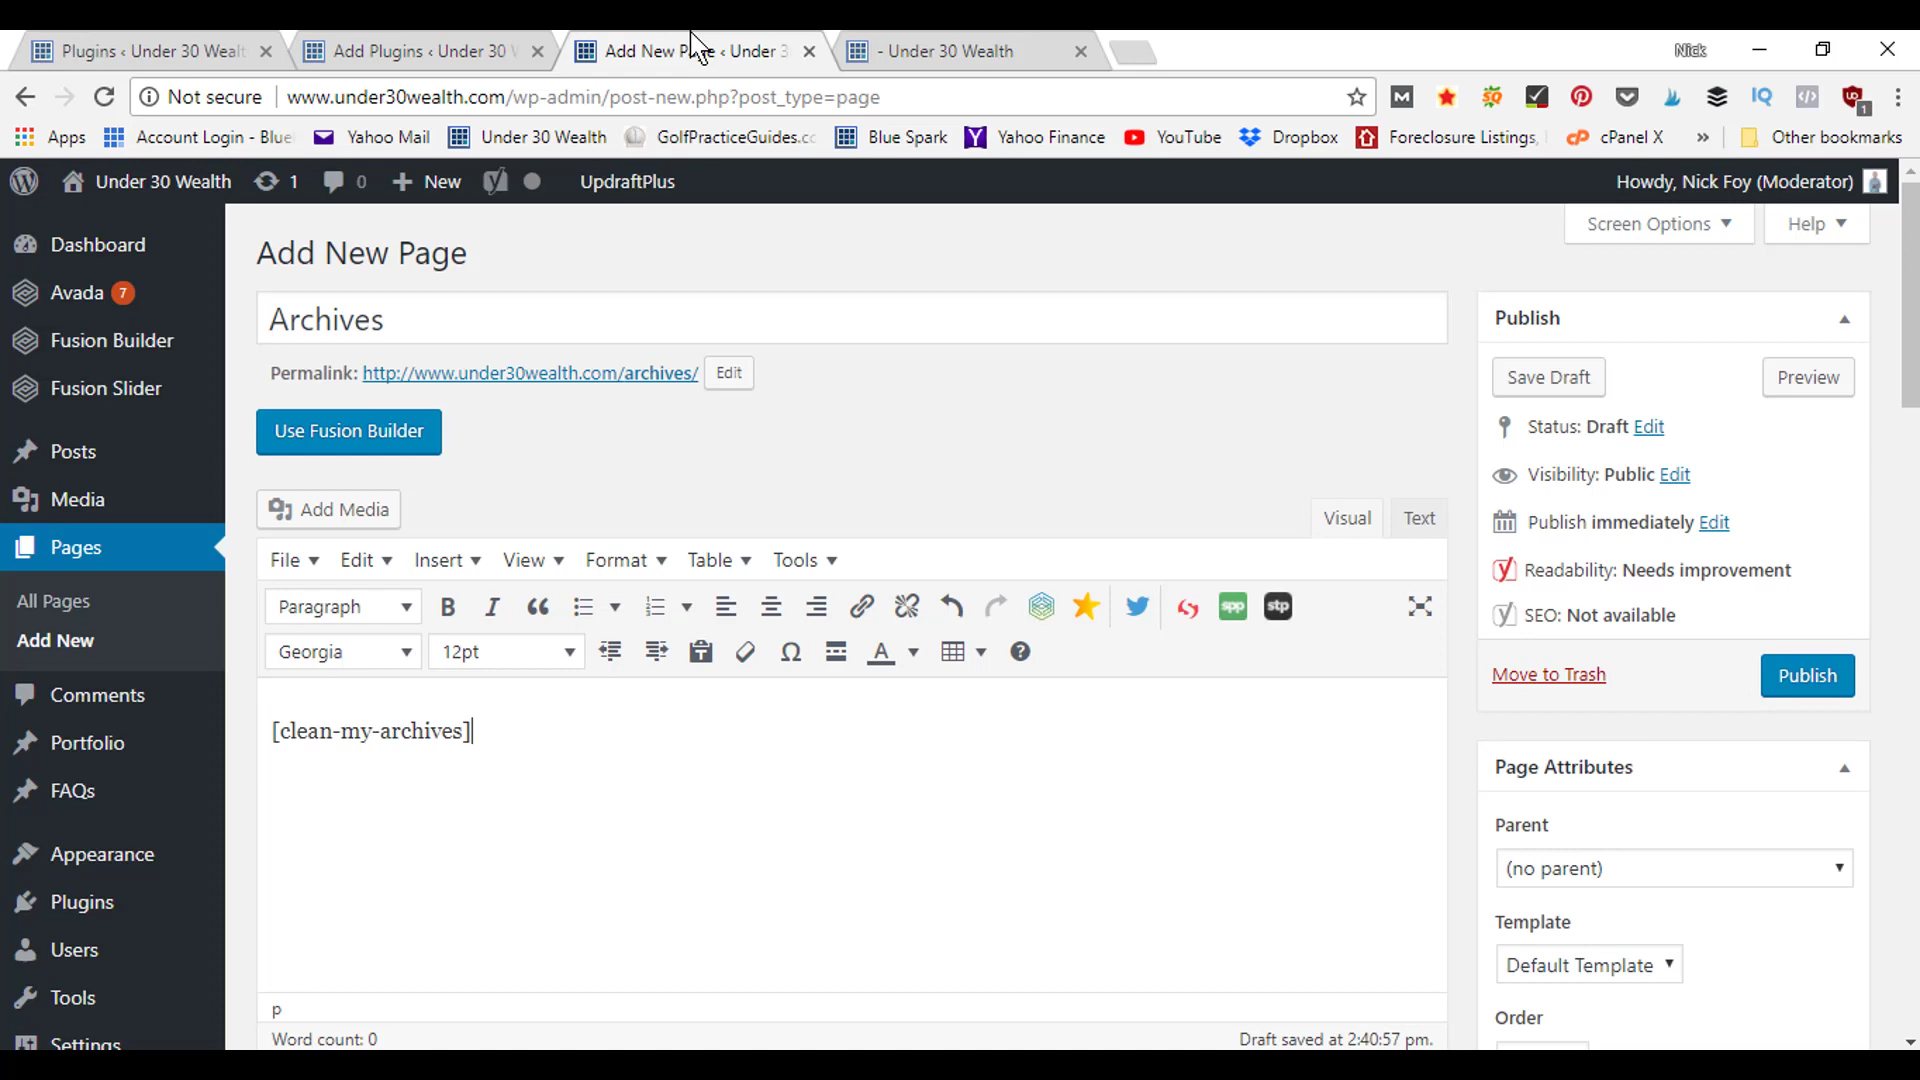 Plugins ‹ Under 30 Wealt
Add Plugins ‹ Under 30 W
Add New Page ‹ Under 3
- Under 30 Wealth
Nick
Not secure
www.under30wealth.com/wp-admin/post-new.php?post_type=page
Apps
Account Login - Blue
Yahoo Mail
Under 30 Wealth
GolfPracticeGuides.co
Blue Spark
Yahoo Finance
YouTube
Dropbox
Foreclosure Listings,
cPanel X
»
Other bookmarks
Under 30 Wealth
1
0
New
UpdraftPlus
Howdy, Nick Foy (Moderator)
Screen Options
Help
Dashboard
Avada 7
Fusion Builder
Fusion Slider
Posts
Media
Pages
All Pages
Add New
Comments
Portfolio
FAQs
Appearance
Plugins
Users
Tools
Settings
Add New Page
Archives
Permalink: http://www.under30wealth.com/archives/ Edit
Use Fusion Builder
Add Media
Visual
Text
File
Edit
Insert
View
Format
Table
Tools
Paragraph
B
I
spp
stp
Georgia
12pt
Ω
A
[clean-my-archives]
p
Word count: 0
Draft saved at 2:40:57 pm.
Publish
Save Draft
Preview
Status: Draft Edit
Visibility: Public Edit
Publish immediately Edit
Readability: Needs improvement
SEO: Not available
Move to Trash
Publish
Page Attributes
Parent
(no parent)
Template
Default Template
Order